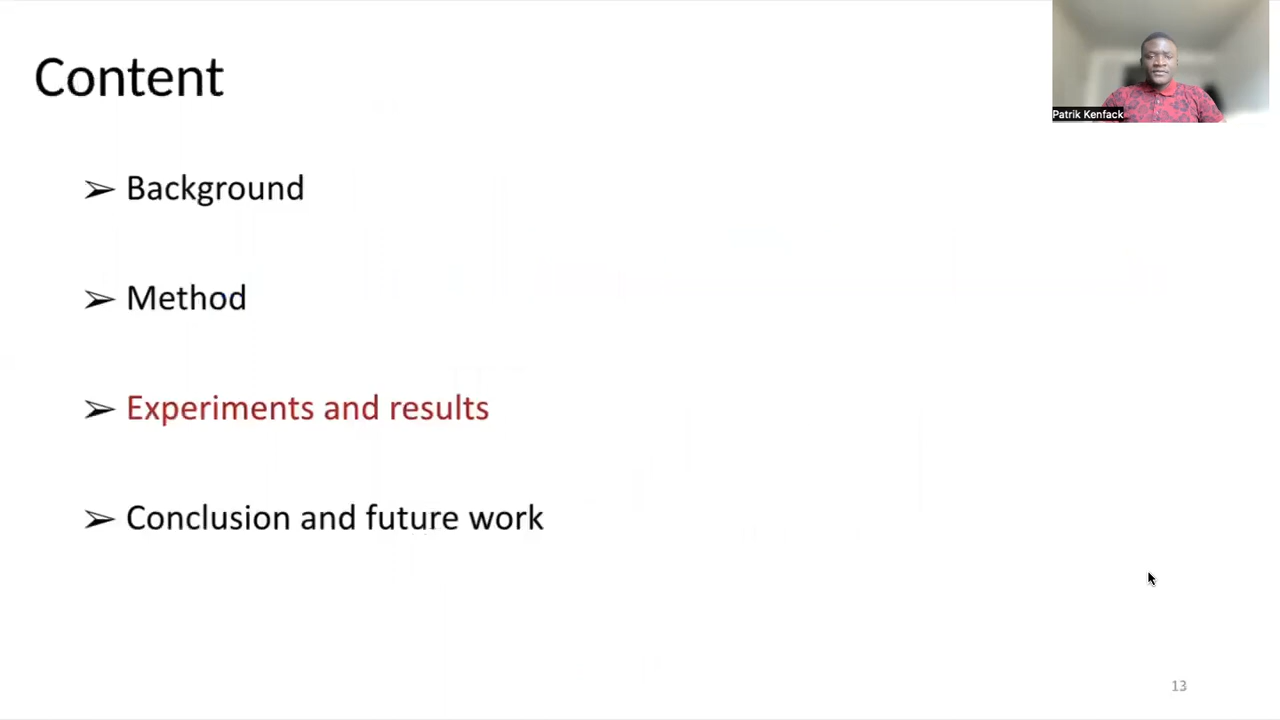 Content
Patrik Kenfack
➢ Background
➢ Method
➢ Experiments and results
➢ Conclusion and future work
13